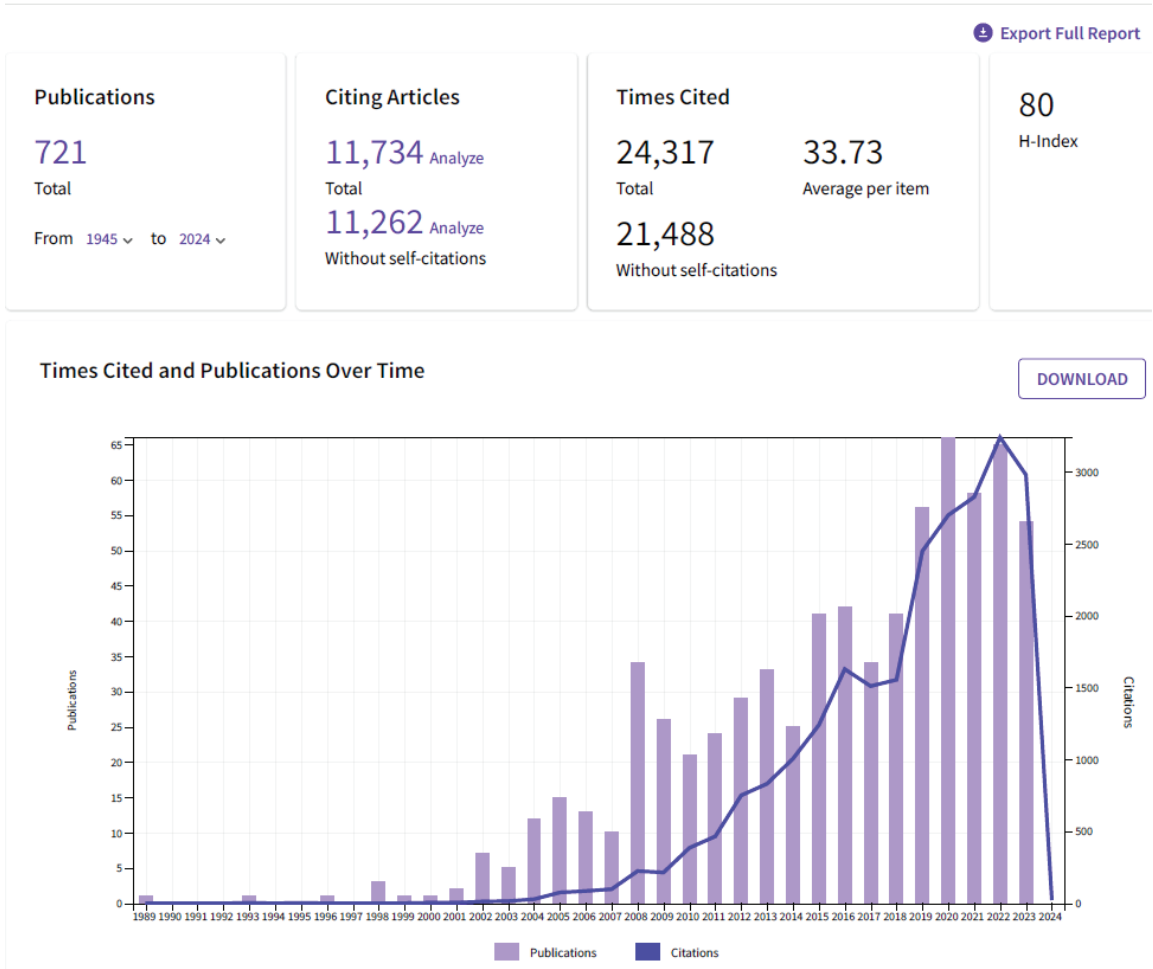 Export Full Report
Publications
721
Total
From 1945 to 2024
Citing Articles
11,734 Analyze
Total
11,262 Analyze
Without self-citations
Times Cited
24,317
Total
33.73
Average per item
21,488
Without self-citations
80
H-Index
Times Cited and Publications Over Time
DOWNLOAD
65
60
55
50
45
40
35
30
25
20
15
10
5
0
Publications
3000
2500
2000
1500
1000
500
0
Citations
1989 1990 1991 1992 1993 1994 1995 1996 1997 1998 1999 2000 2001 2002 2003 2004 2005 2006 2007 2008 2009 2010 2011 2012 2013 2014 2015 2016 2017 2018 2019 2020 2021 2022 2023 2024
Publications Citations